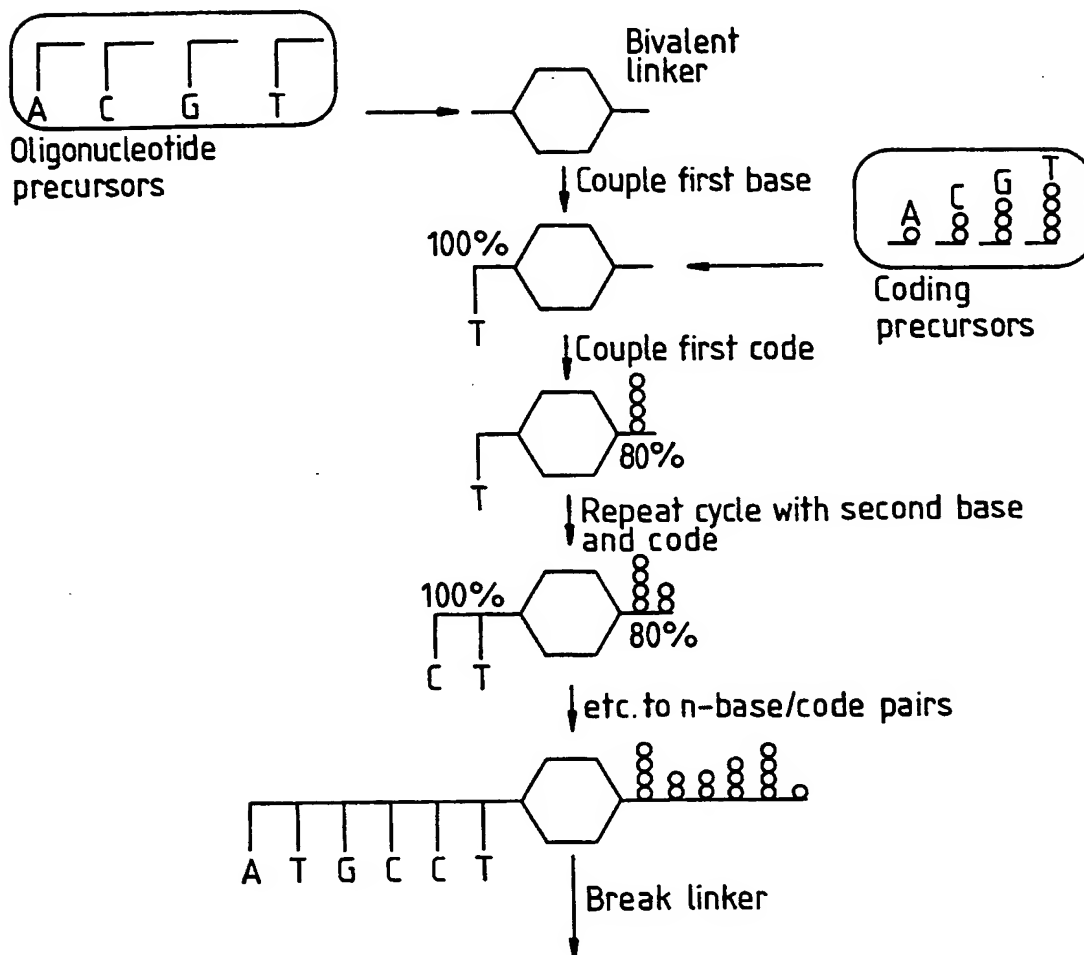 A C G T
Oligonucleotide
precursors
Bivalent
linker
Couple first base
A C G T
Coding
precursors
100%
T
Couple first code
80%
T
Repeat cycle with second base
and code
100%
80%
C T
etc. to n-base/code pairs
A T G C C T
Break linker